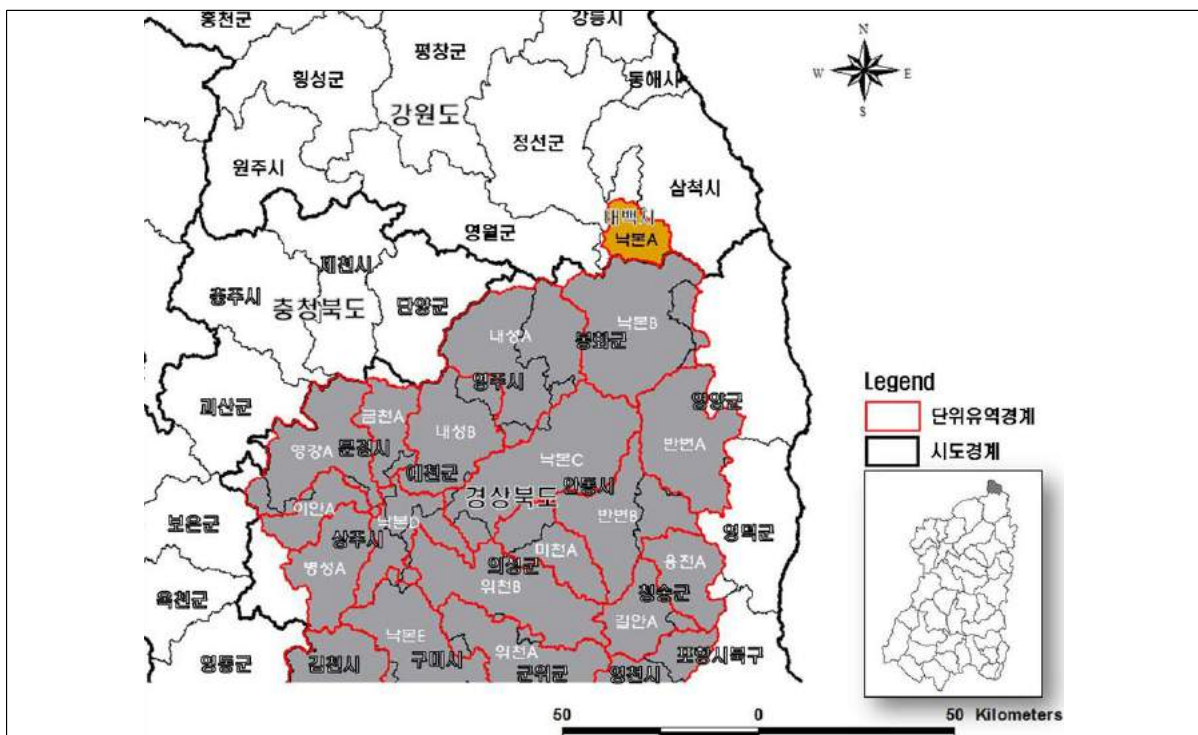 홍천군
강릉시
평창군
N
W
E
S
동해시
횡성군
강원도
정선군
원주시
삼척시
태백시
낙본A
영월군
제천시
충주시
충청북도
단양군
낙본B
내성A
봉화군
영주시
Legend
단위유역경계
시도경계
영양군
괴산군
금천A
내성B
영강A
문경시
반변A
낙본C
예천군
안동시
경상북도
이안A
낙본D
반변B
보은군
상주시
영덕군
미천A
의성군
용전A
병성A
위천B
청송군
옥천군
길안A
낙본E
구미시
위천A
포항시북구
영동군
김천시
군위군
영천시
50
0
50 Kilometers